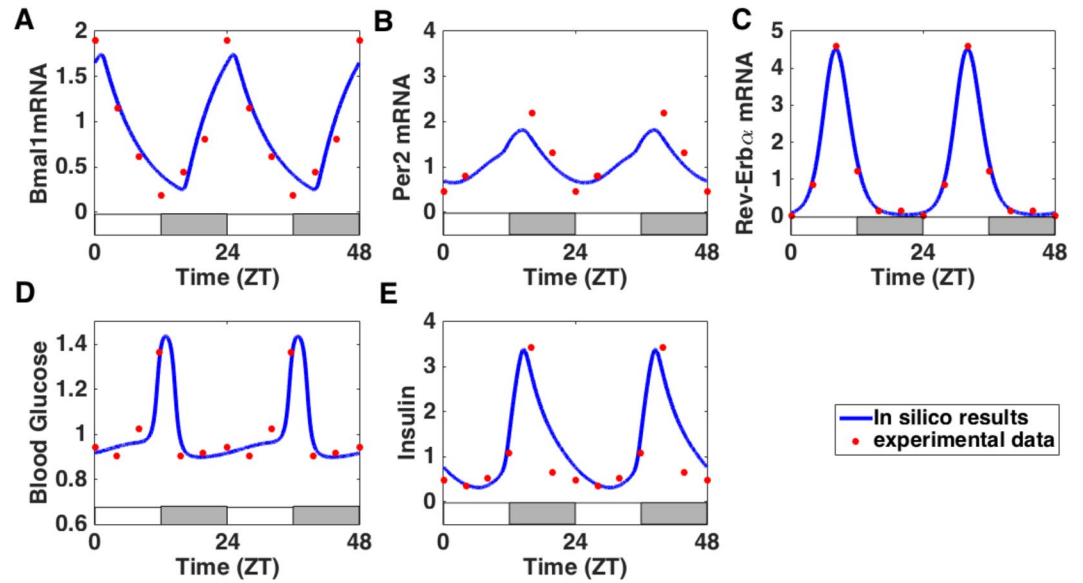 A
Bmal1mRNA
2
1.5
1
0.5
0
0 24 48
Time (ZT)
B
Per2 mRNA
4
3
2
1
0
0 24 48
Time (ZT)
C
Rev-Erbα mRNA
5
4
3
2
1
0
0 24 48
Time (ZT)
D
Blood Glucose
1.4
1.2
1
0.8
0.6
0 24 48
Time (ZT)
E
Insulin
4
3
2
1
0
0 24 48
Time (ZT)
In silico results
experimental data